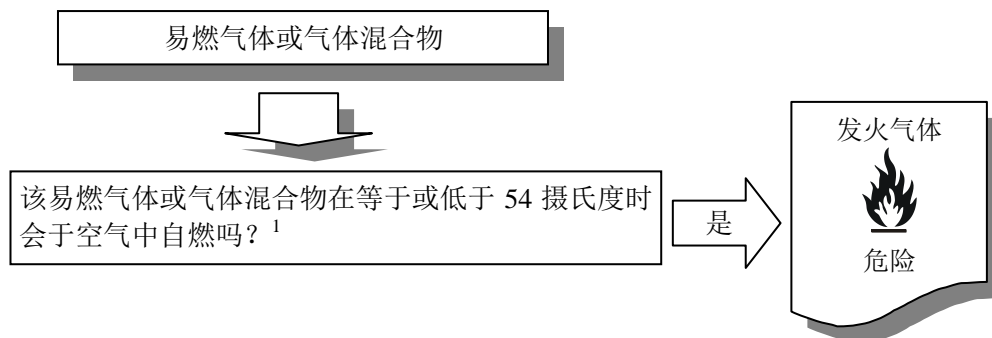 易燃气体或气体混合物
该易燃气体或气体混合物在等于或低于 54 摄氏度时
会于空气中自燃吗？¹
是
发火气体
危险